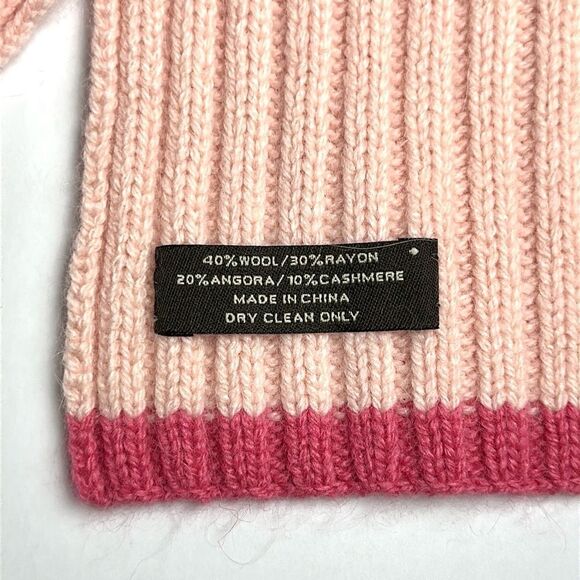 40%WOOL/30%RAYON
20%ANGORA/10%CASHMERE
MADE IN CHINA
DRY CLEAN ONLY